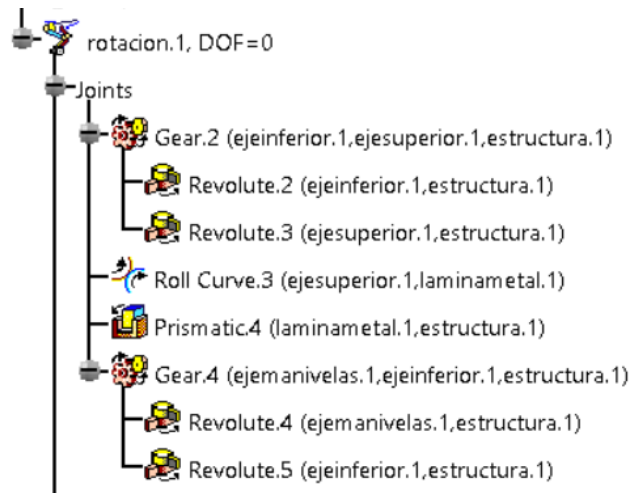 rotacion.1, DOF=0
Joints
Gear.2 (ejeinferior.1,ejesuperior.1,estructura.1)
Revolute.2 (ejeinferior.1,estructura.1)
Revolute.3 (ejesuperior.1,estructura.1)
Roll Curve.3 (ejesuperior.1,laminametal.1)
Prismatic.4 (laminametal.1,estructura.1)
Gear.4 (ejemanivelas.1,ejeinferior.1,estructura.1)
Revolute.4 (ejemanivelas.1,estructura.1)
Revolute.5 (ejeinferior.1,estructura.1)